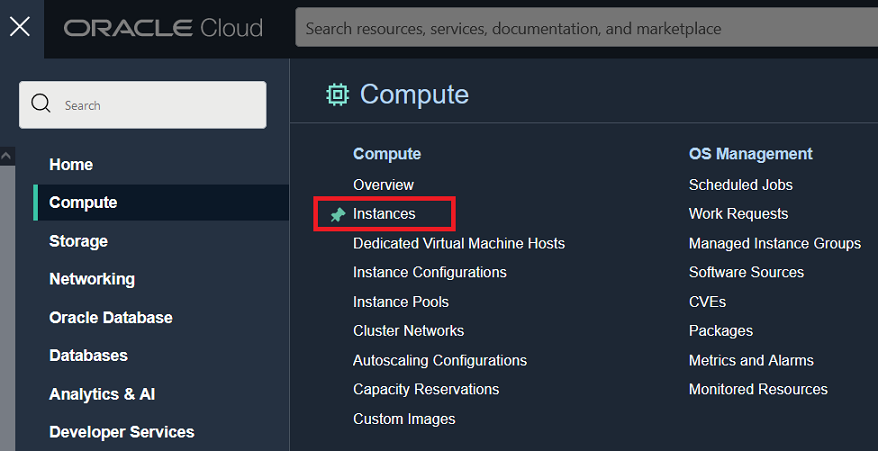 ORACLE Cloud
Search resources, services, documentation, and marketplace
Search
Home
Compute
Storage
Networking
Oracle Database
Databases
Analytics & AI
Developer Services
Compute
Compute
Overview
Instances
Dedicated Virtual Machine Hosts
Instance Configurations
Instance Pools
Cluster Networks
Autoscaling Configurations
Capacity Reservations
Custom Images
OS Management
Scheduled Jobs
Work Requests
Managed Instance Groups
Software Sources
CVEs
Packages
Metrics and Alarms
Monitored Resources